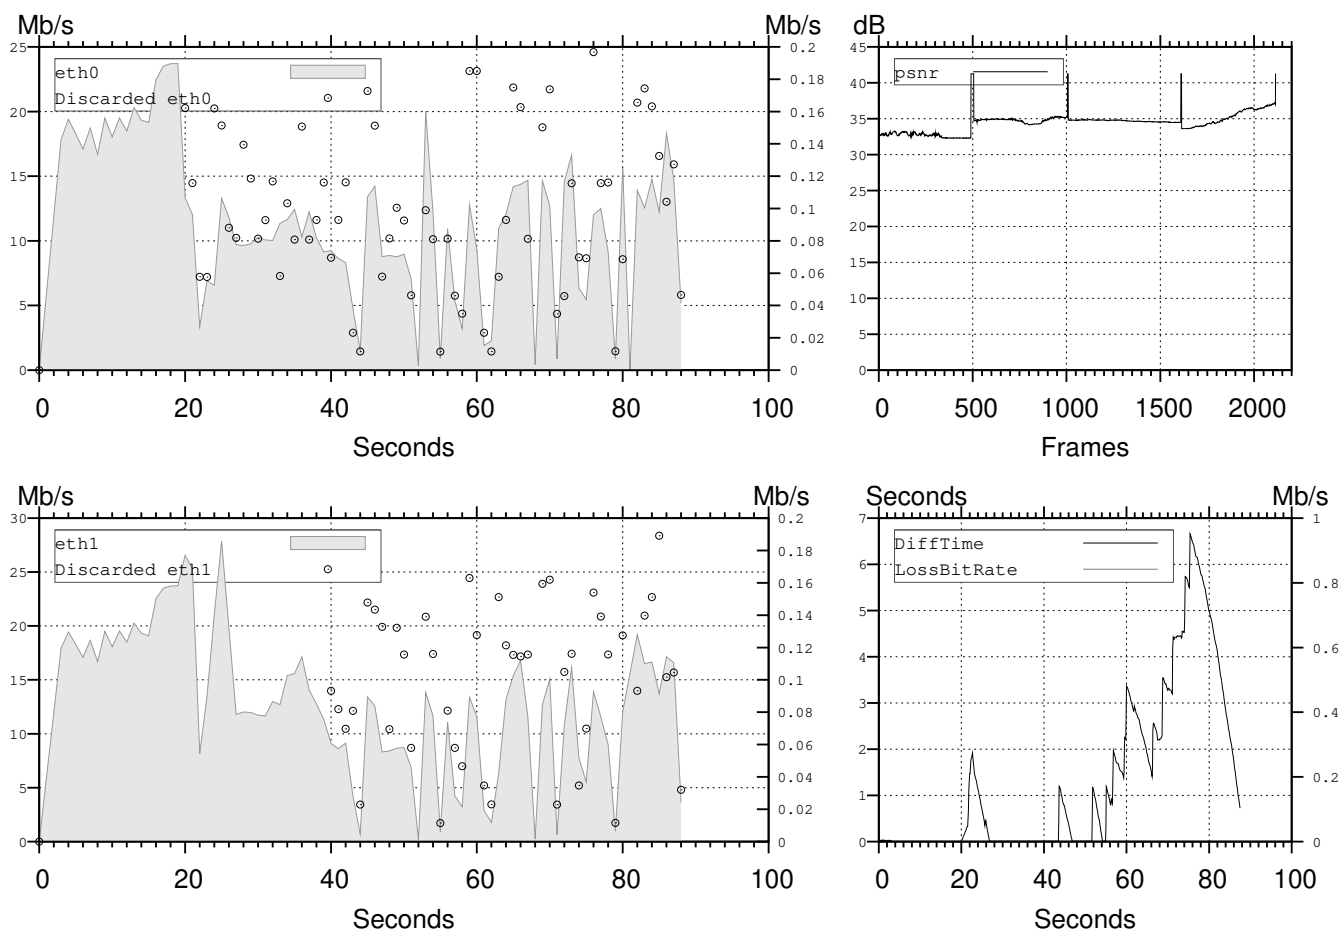 Mb/s
Mb/s
25
20
15
10
5
0
0.2
0.18
0.16
0.14
0.12
0.1
0.08
0.06
0.04
0.02
0
eth0
Discarded eth0
0 20 40 60 80 100
Seconds
dB
45
40
35
30
25
20
15
10
5
0
psnr
0 500 1000 1500 2000
Frames
Mb/s
Mb/s
30
25
20
15
10
5
0
0.2
0.18
0.16
0.14
0.12
0.1
0.08
0.06
0.04
0.02
0
eth1
Discarded eth1
0 20 40 60 80 100
Seconds
Seconds
Mb/s
7
6
5
4
3
2
1
0
1
0.8
0.6
0.4
0.2
0
DiffTime
LossBitRate
0 20 40 60 80 100
Seconds